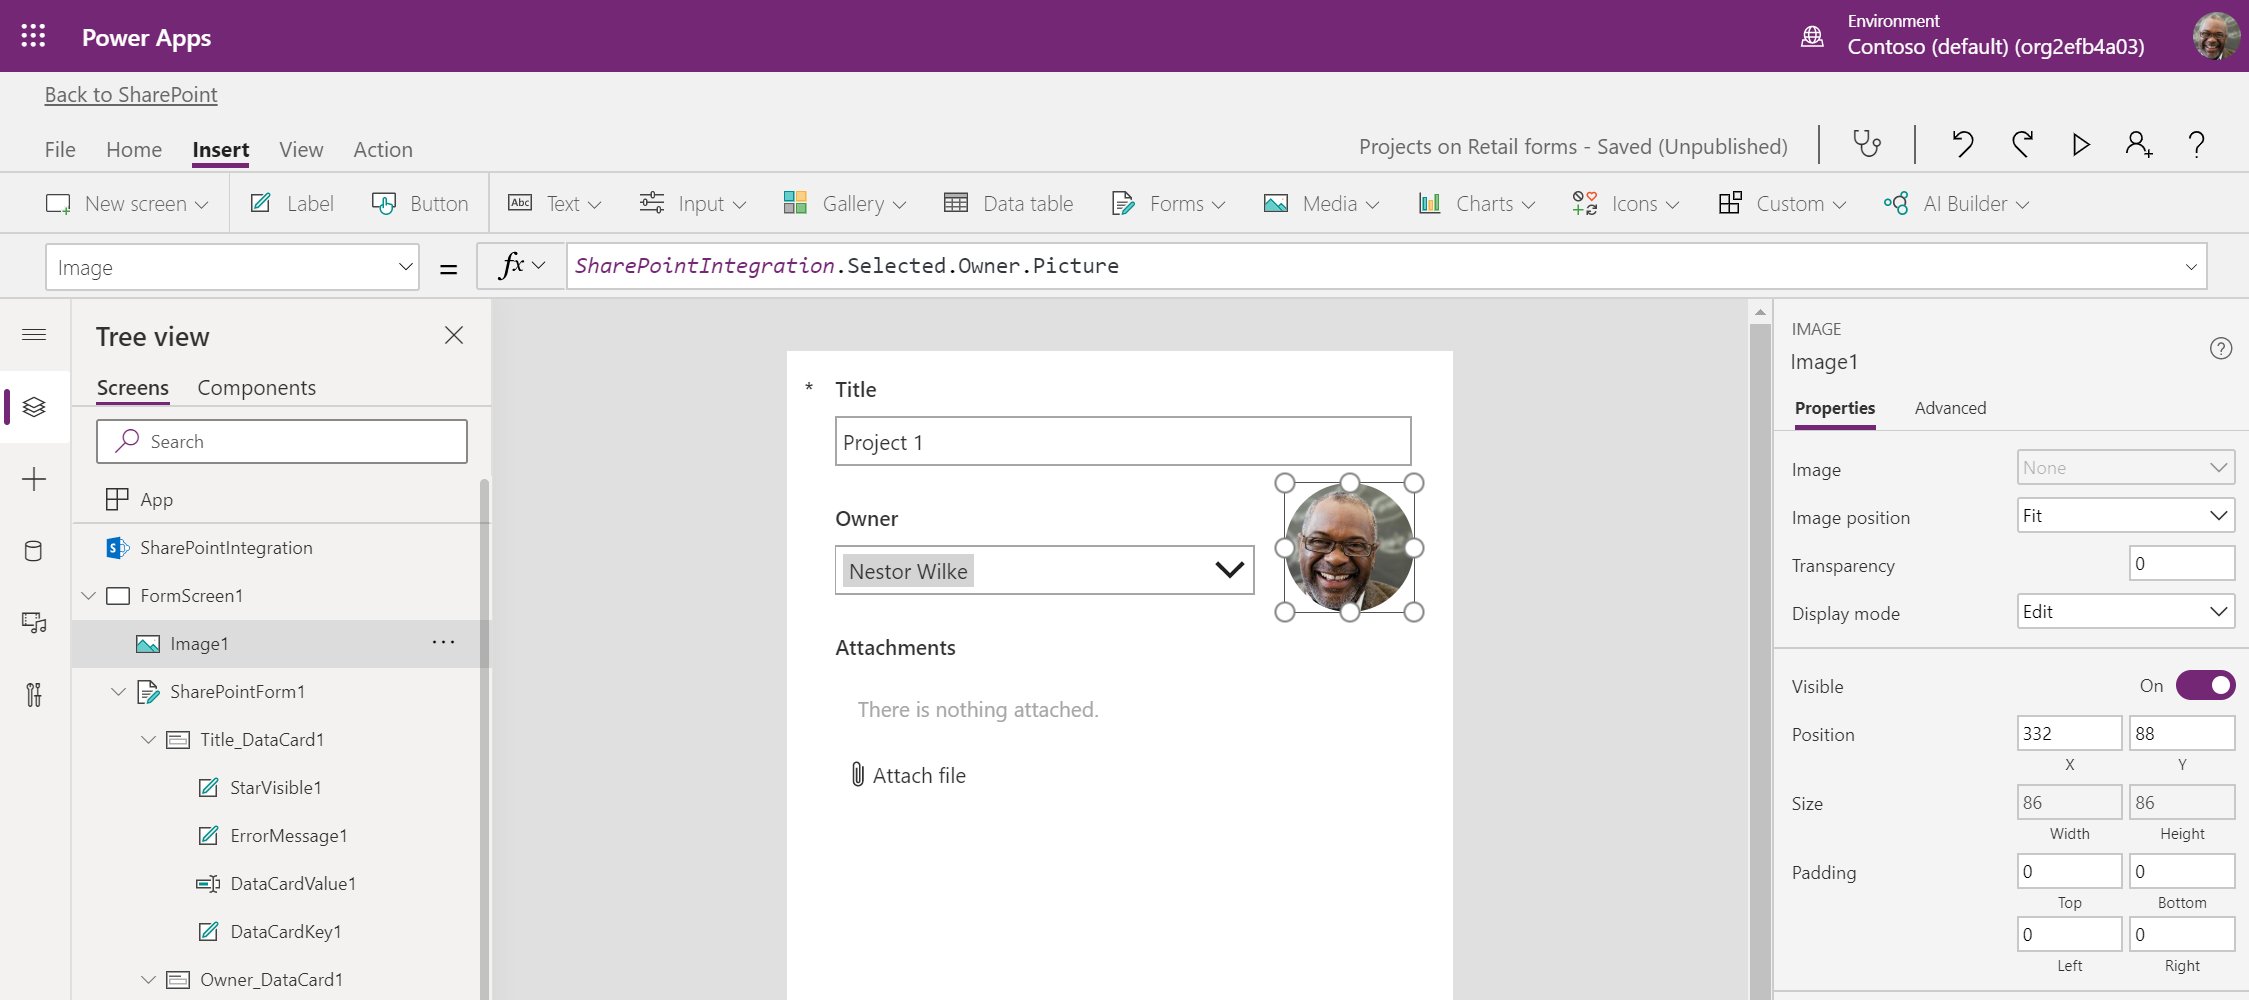 Power Apps
Environment
Contoso (default) (org2efb4a03)
Back to SharePoint
File Home Insert View Action
Projects on Retail forms - Saved (Unpublished)
New screen Label Button Abc Text Input Gallery Data table Forms Media Charts Icons Custom AI Builder
Image = fx SharePointIntegration.Selected.Owner.Picture
Tree view
Screens Components
Search
App
SharePointIntegration
FormScreen1
Image1 ...
SharePointForm1
Title_DataCard1
StarVisible1
ErrorMessage1
DataCardValue1
DataCardKey1
Owner_DataCard1
* Title
Project 1
Owner
Nestor Wilke
Attachments
There is nothing attached.
Attach file
IMAGE
Image1
Properties Advanced
Image None
Image position Fit
Transparency 0
Display mode Edit
Visible On
Position 332 88
X Y
Size 86 86
Width Height
Padding 0 0
Top Bottom
0 0
Left Right